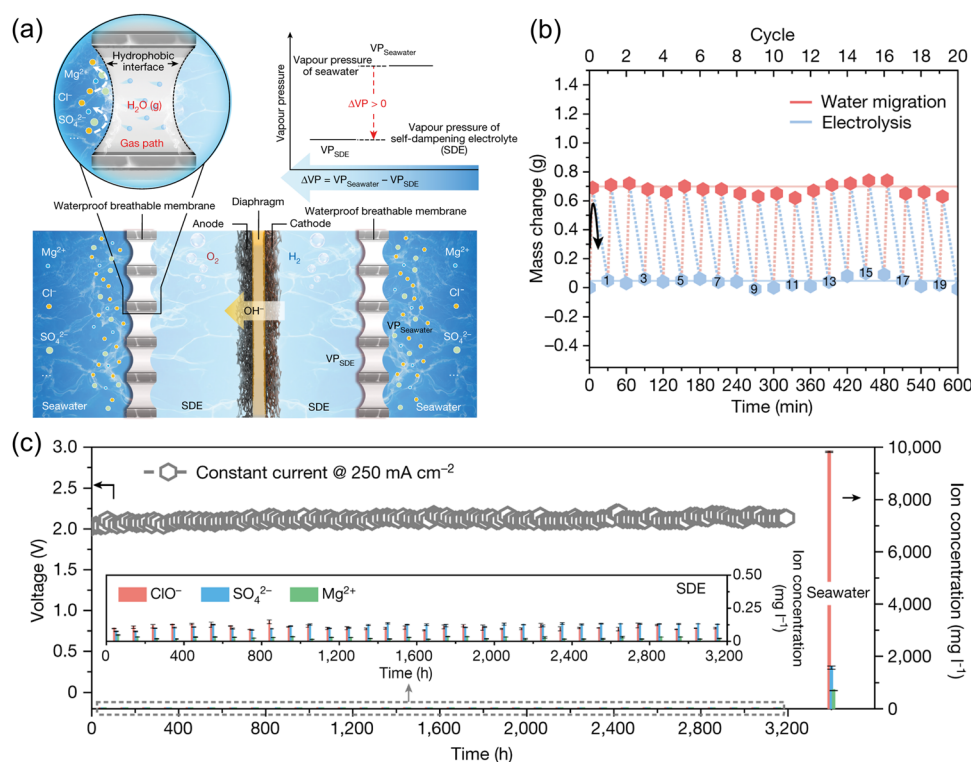 (a)
Hydrophobic
interface
Mg²⁺
Cl⁻
SO₄²⁻
...
H₂O (g)
Gas path
Waterproof breathable membrane
Vapour pressure
VP_Seawater
Vapour pressure
of seawater
ΔVP > 0
Vapour pressure of
self-dampening electrolyte
(SDE)
VP_SDE
ΔVP = VP_Seawater − VP_SDE
Diaphragm
Anode
Cathode
Waterproof breathable membrane
Mg²⁺
Cl⁻
SO₄²⁻
...
Seawater
O₂
H₂
OH⁻
SDE
SDE
VP_SDE
VP_Seawater
Mg²⁺
Cl⁻
SO₄²⁻
...
Seawater
(b)
Cycle
0 2 4 6 8 10 12 14 16 18 20
Mass change (g)
1.4
1.2
1.0
0.8
0.6
0.4
0.2
0
−0.2
−0.4
Water migration
Electrolysis
1 3 5 7 9 11 13 15 17 19
0 60 120 180 240 300 360 420 480 540 600
Time (min)
(c)
Voltage (V)
3.0
2.5
2.0
1.5
1.0
0.5
0
Constant current @ 250 mA cm⁻²
ClO⁻
SO₄²⁻
Mg²⁺
SDE
0.50
0.25
0
Ion concentration
(mg l⁻¹)
0 400 800 1,200 1,600 2,000 2,400 2,800 3,200
Time (h)
Seawater
10,000
8,000
6,000
4,000
2,000
0
Ion concentration (mg l⁻¹)
0 400 800 1,200 1,600 2,000 2,400 2,800 3,200
Time (h)